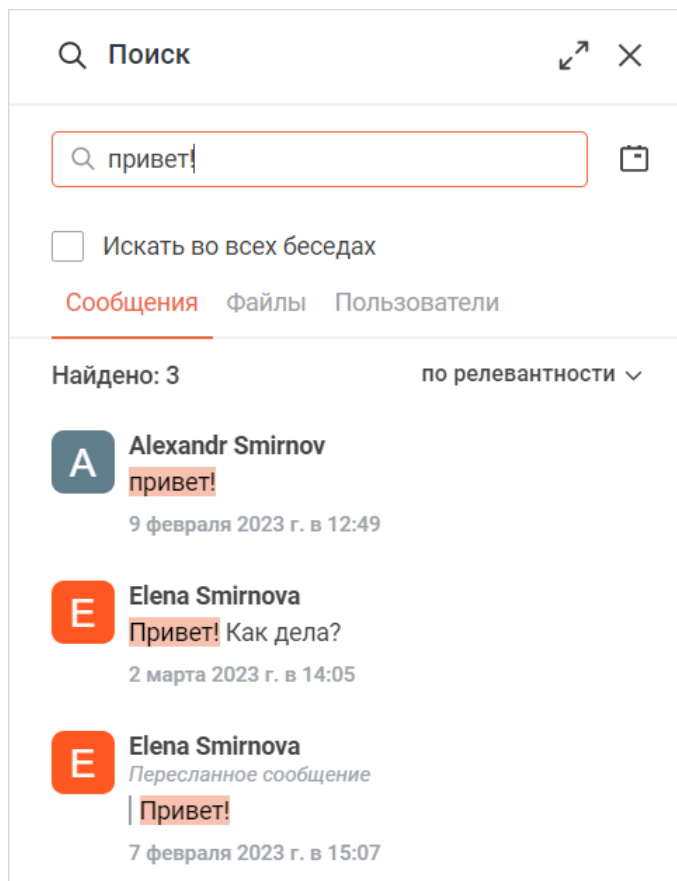 Поиск
привет!
Искать во всех беседах
Сообщения Файлы Пользователи
Найдено: 3 по релевантности
A
Alexandr Smirnov
привет!
9 февраля 2023 г. в 12:49
E
Elena Smirnova
Привет! Как дела?
2 марта 2023 г. в 14:05
E
Elena Smirnova
Пересланное сообщение
Привет!
7 февраля 2023 г. в 15:07